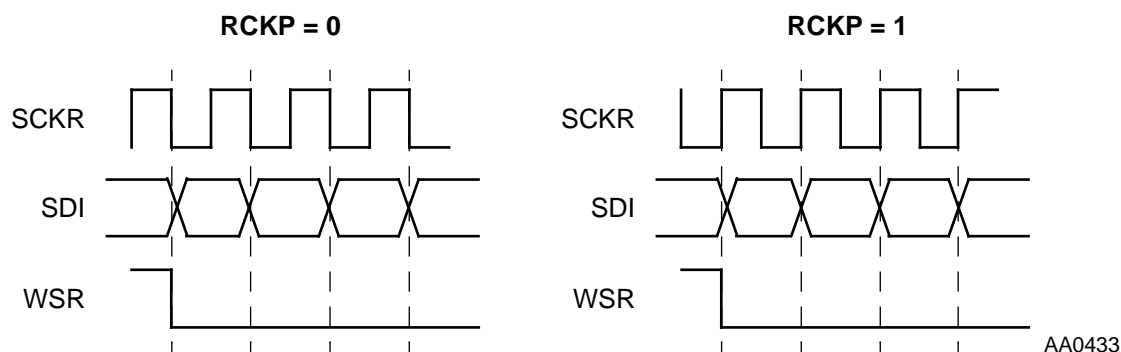 RCKP = 0
RCKP = 1
SCKR
SCKR
SDI
SDI
WSR
WSR
AA0433